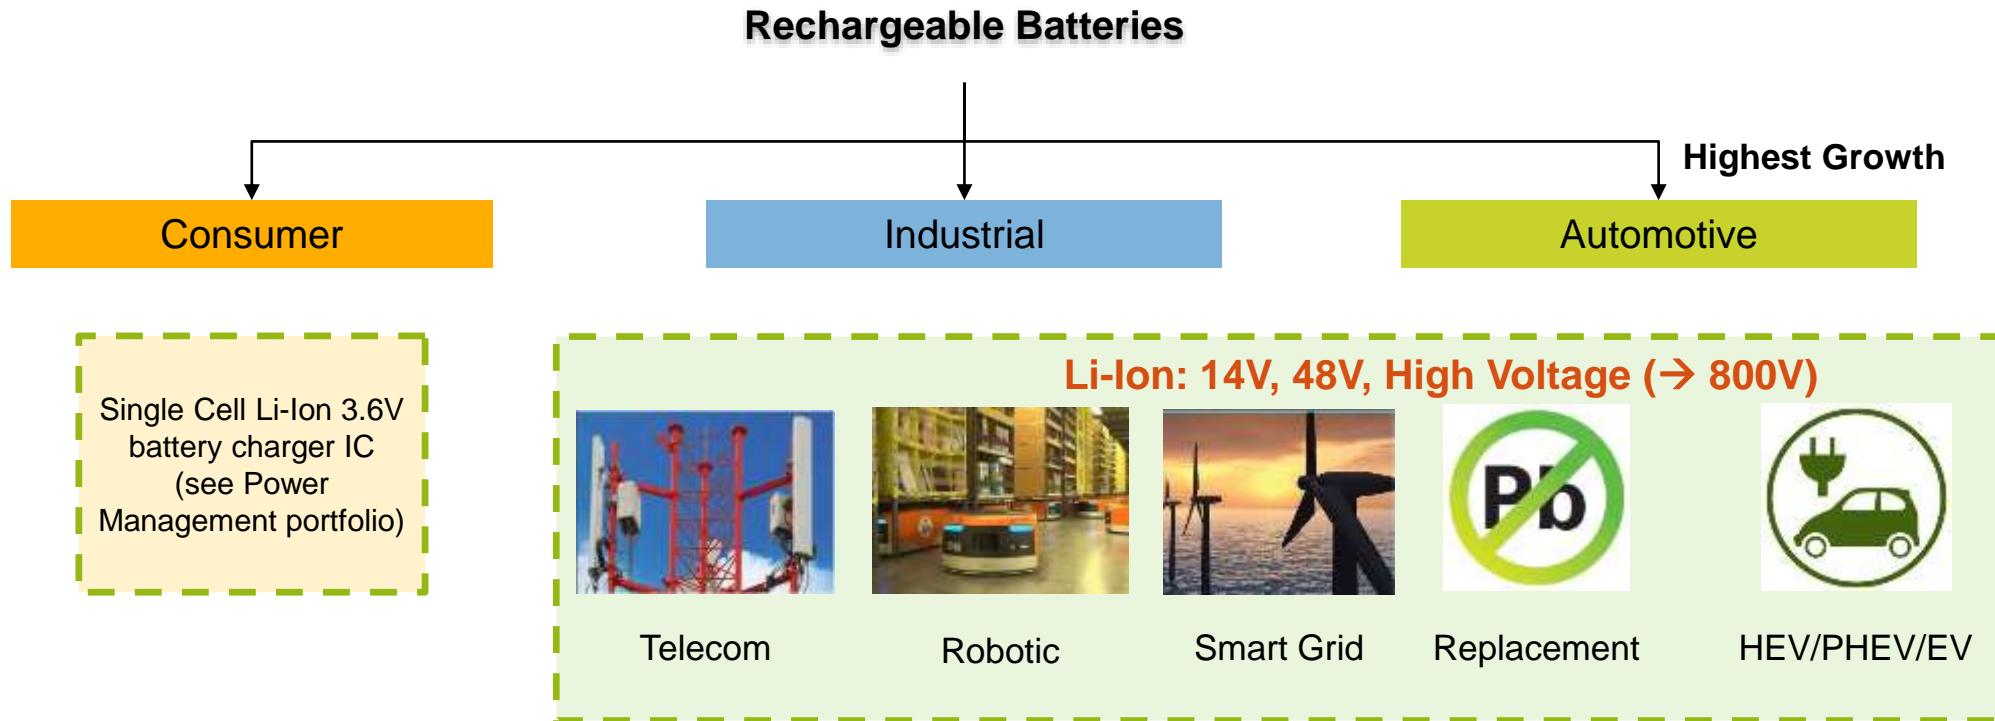 Rechargeable Batteries
Highest Growth
Consumer
Industrial
Automotive
Single Cell Li-Ion 3.6V
battery charger IC
(see Power
Management portfolio)
Li-Ion: 14V, 48V, High Voltage (→ 800V)
Pb
Telecom
Robotic
Smart Grid
Replacement
HEV/PHEV/EV